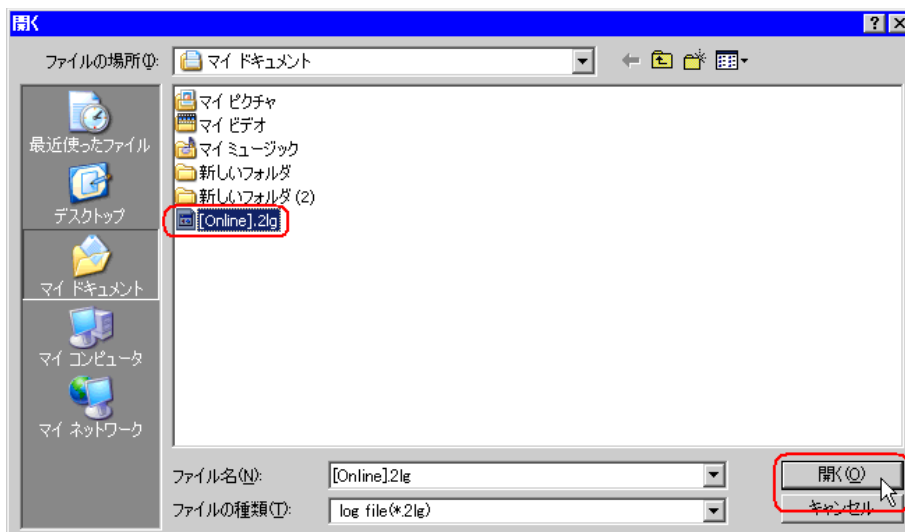 開く
ファイルの場所(I):
マイ ドキュメント
最近使ったファイル
デスクトップ
マイ ドキュメント
マイ コンピュータ
マイ ネットワーク
マイ ピクチャ
マイ ビデオ
マイ ミュージック
新しいフォルダ
新しいフォルダ (2)
[Online].2lg
ファイル名(N):
[Online].2lg
開く(O)
ファイルの種類(T):
log file(*.2lg)
キャンセル